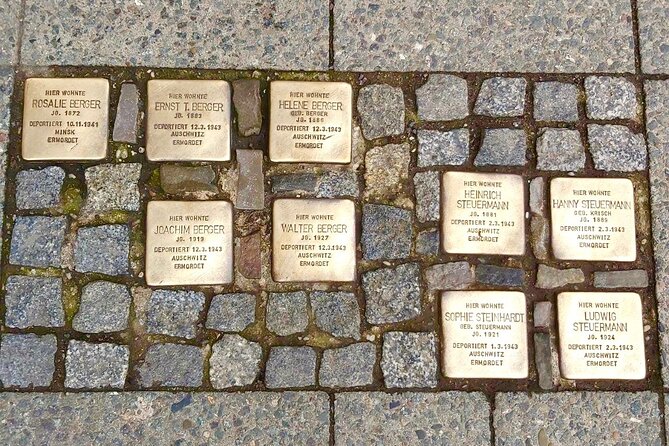 HIER WOHNTE
ROSALIE BERGER
JG. 1872
DEPORTIERT 10.11.1941
MINSK
ERMORDET
HIER WOHNTE
ERNST T. BERGER
JG. 1883
DEPORTIERT 12.3.1943
AUSCHWITZ
ERMORDET
HIER WOHNTE
HELENE BERGER
GEB. BERGER
JG. 1886
DEPORTIERT 12.3.1943
AUSCHWITZ
ERMORDET
HIER WOHNTE
JOACHIM BERGER
JG. 1919
DEPORTIERT 12.3.1943
AUSCHWITZ
ERMORDET
HIER WOHNTE
WALTER BERGER
JG. 1927
DEPORTIERT 12.3.1943
AUSCHWITZ
ERMORDET
HIER WOHNTE
HEINRICH
STEUERMANN
JG. 1881
DEPORTIERT 2.3.1943
AUSCHWITZ
ERMORDET
HIER WOHNTE
HANNY STEUERMANN
GEB. KRISCH
JG. 1885
DEPORTIERT 2.3.1943
AUSCHWITZ
ERMORDET
HIER WOHNTE
SOPHIE STEINHARDT
GEB. STEUERMANN
JG. 1921
DEPORTIERT 1.3.1943
AUSCHWITZ
ERMORDET
HIER WOHNTE
LUDWIG
STEUERMANN
JG. 1924
DEPORTIERT 2.3.1943
AUSCHWITZ
ERMORDET